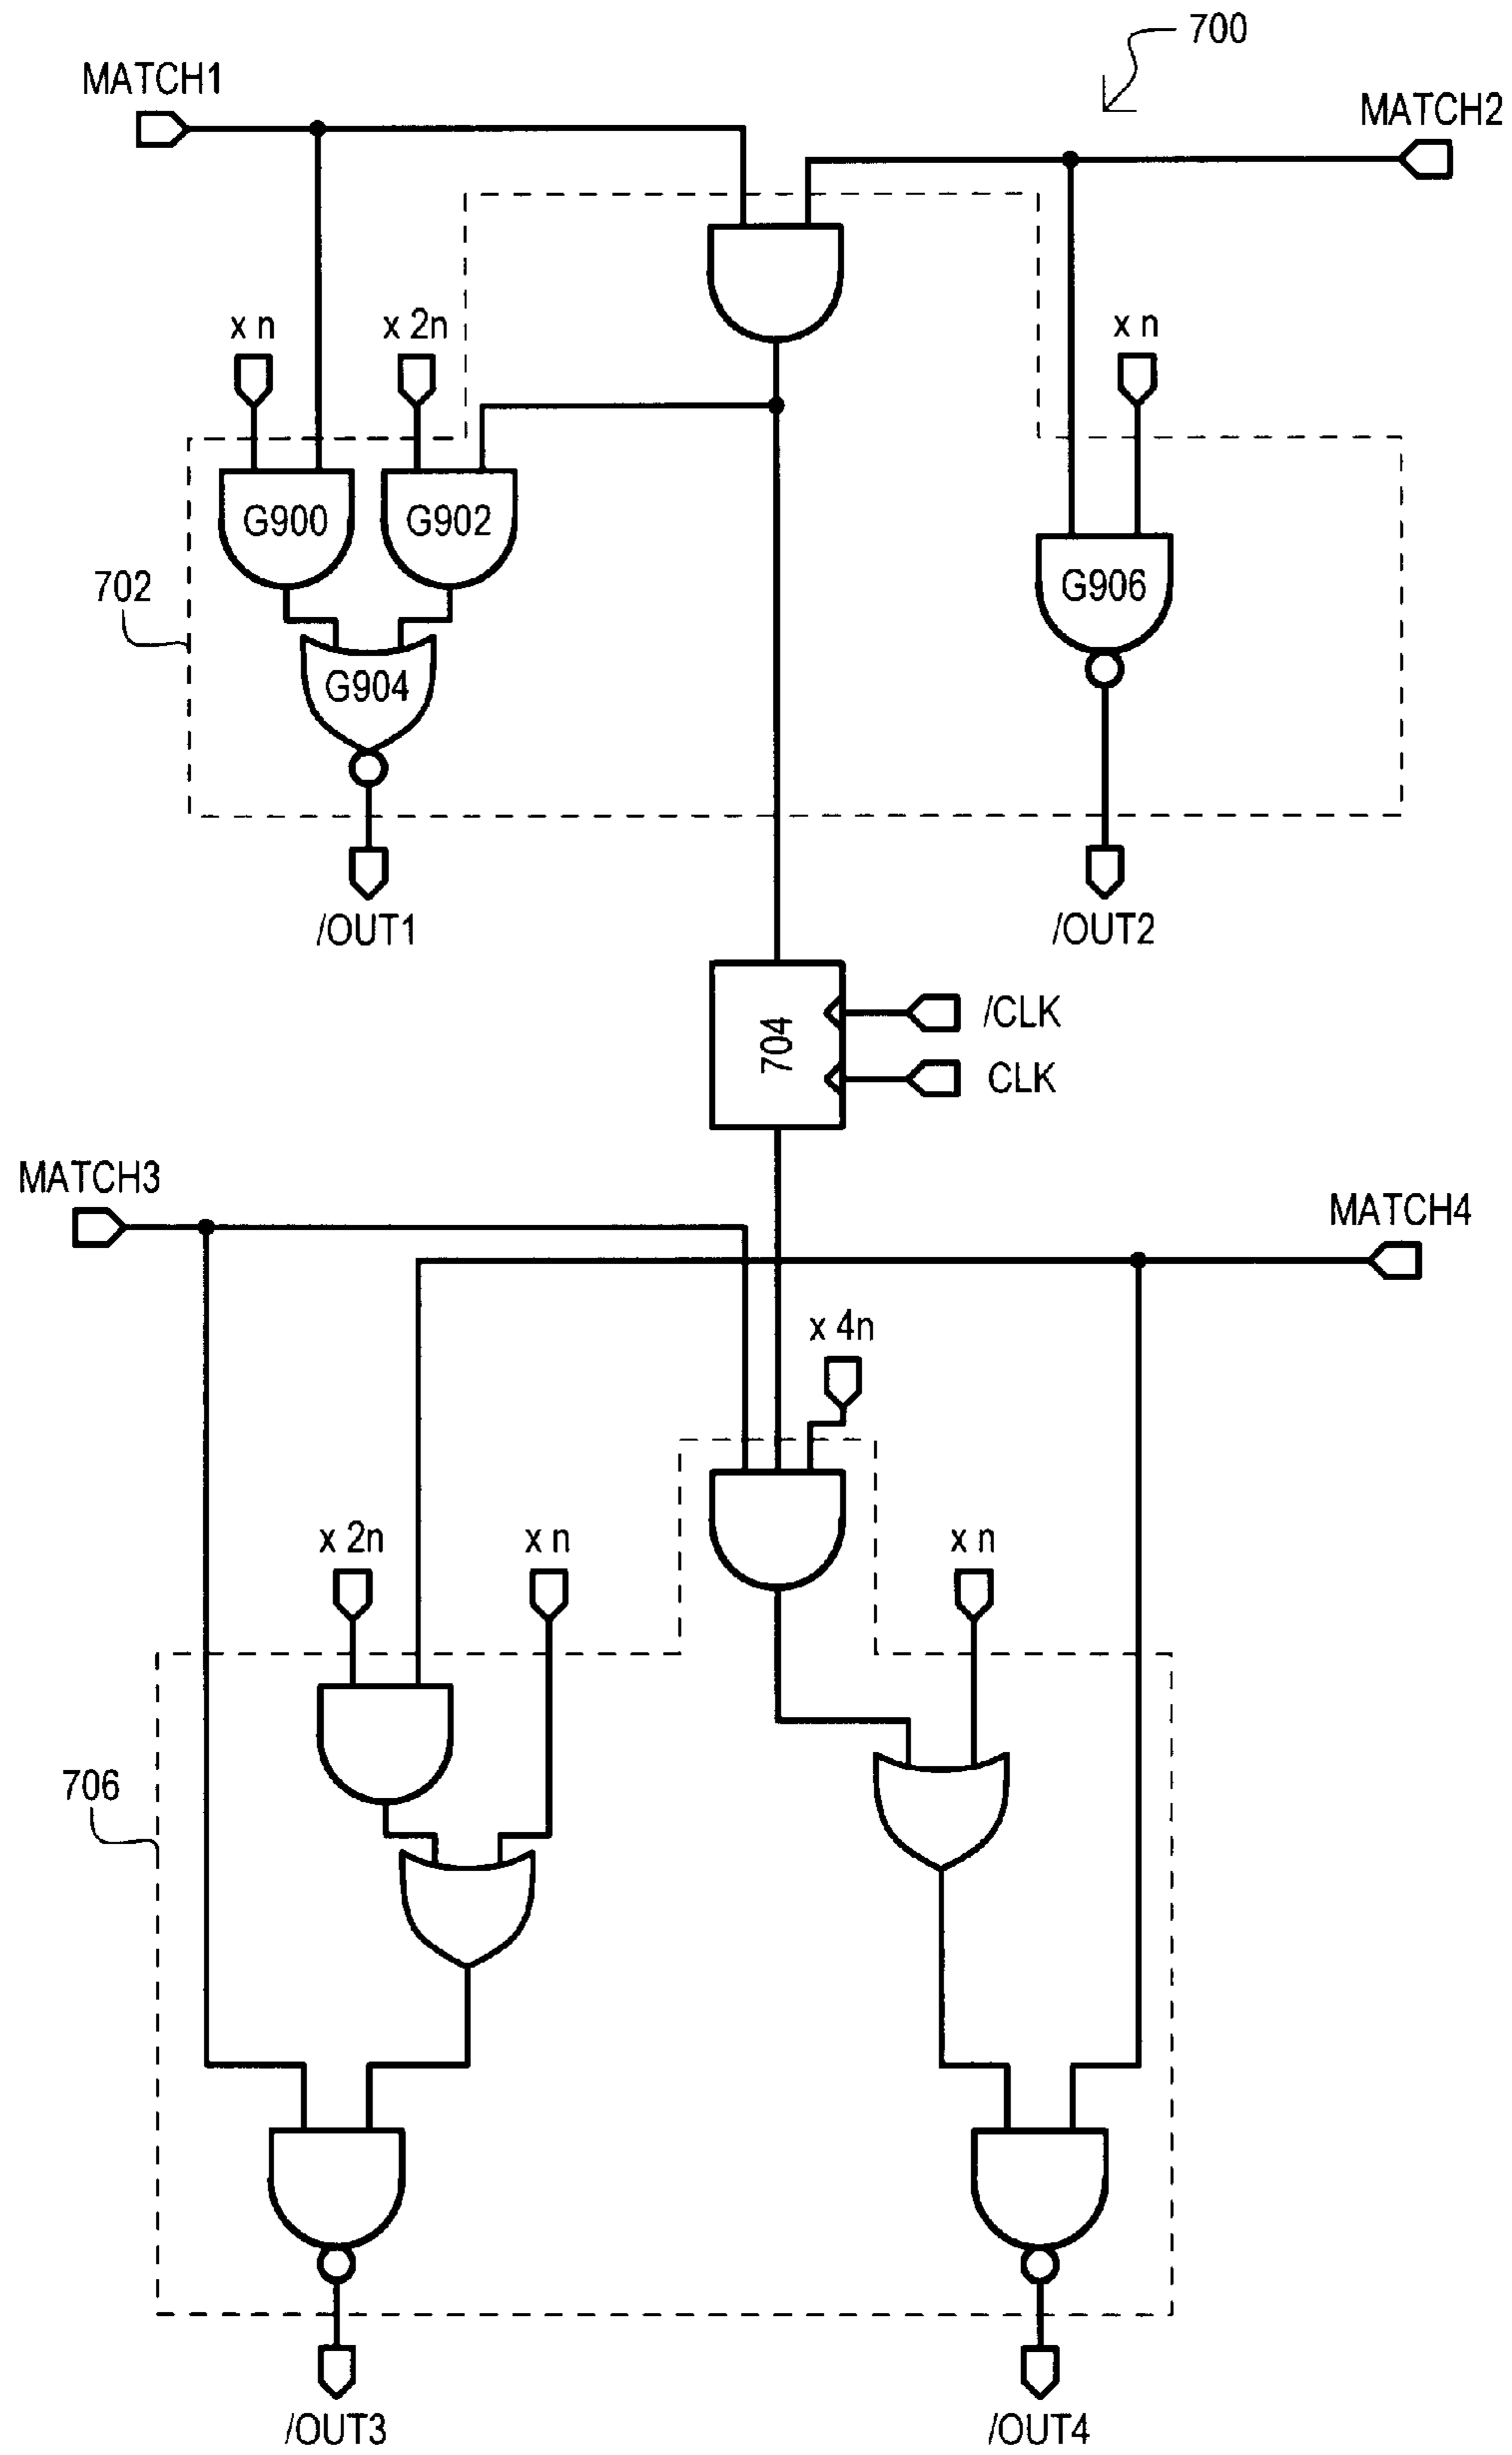 700
MATCH1
MATCH2
x n
x 2n
x n
G900
G902
G906
702
G904
/OUT1
/OUT2
/CLK
704
CLK
MATCH3
MATCH4
x 4n
x 2n
x n
x n
706
/OUT3
/OUT4